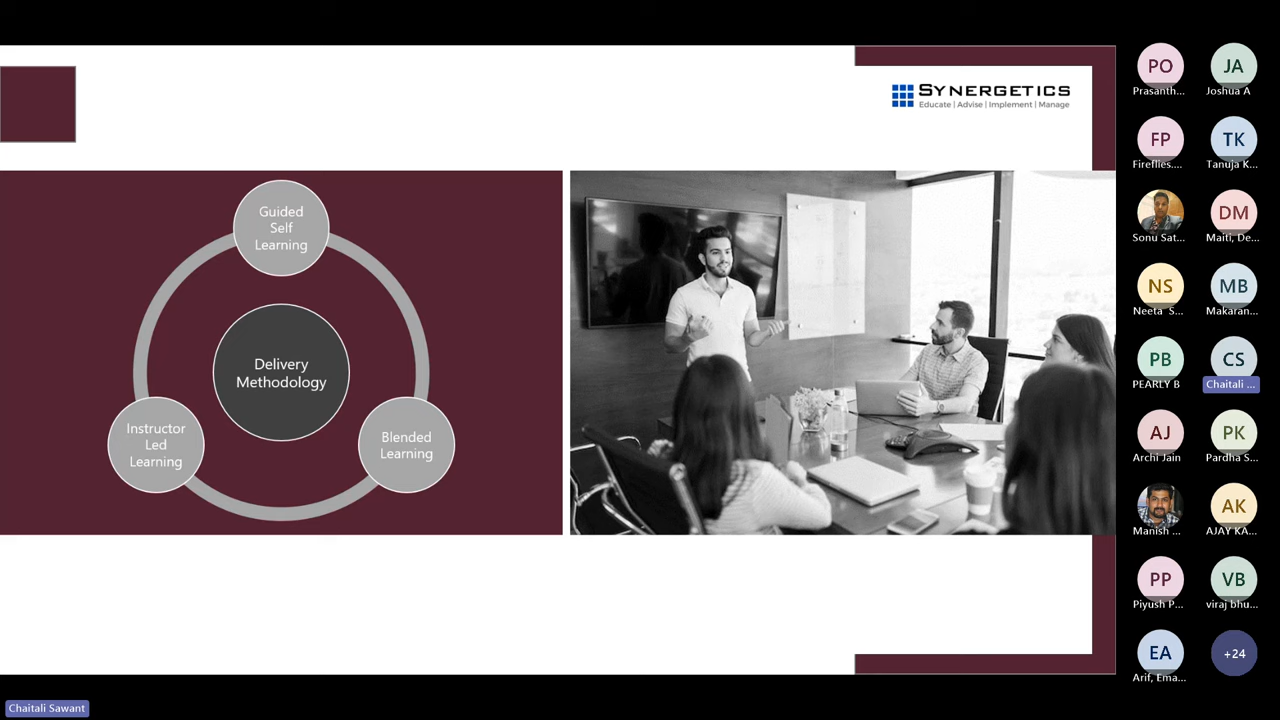 SYNERGETICS
Educate | Advise | Implement | Manage
Guided
Self
Learning
Delivery
Methodology
Instructor
Led
Learning
Blended
Learning
PO
Prasanth...
JA
Joshua A
FP
Fireflies....
TK
Tanuja K...
Sonu Sat...
DM
Maiti, De...
NS
Neeta S...
MB
Makaran...
PB
PEARLY B
CS
Chaitali ...
AJ
Archi Jain
PK
Pardha S...
Manish ...
AK
AJAY KA...
PP
Piyush P...
VB
viraj bhu...
EA
Arif, Ema...
+24
Chaitali Sawant